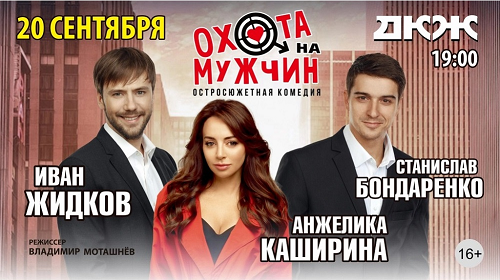 20 СЕНТЯБРЯ
ОХОТА
НА
МУЖЧИН
ОСТРОСЮЖЕТНАЯ КОМЕДИЯ
ДКЖ
19:00
ИВАН
ЖИДКОВ
СТАНИСЛАВ
БОНДАРЕНКО
АНЖЕЛИКА
КАШИРИНА
РЕЖИССЕР
ВЛАДИМИР МОТАШНЁВ
16+